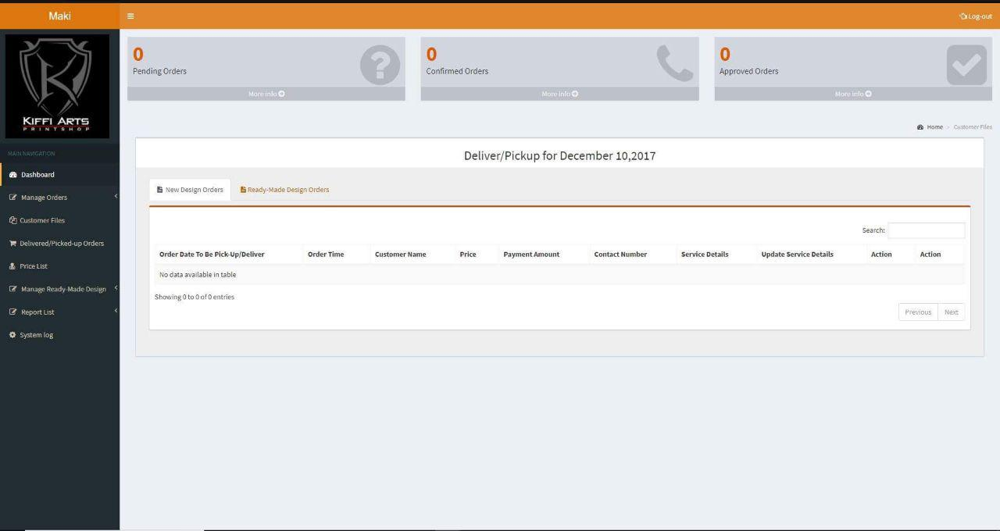 Maki
Log-out
KIFFI ARTS
PRINTSHOP
MAIN NAVIGATION
Dashboard
Manage Orders
Customer Files
Delivered/Picked-up Orders
Price List
Manage Ready-Made Design
Report List
System log
0
Pending Orders
More info
0
Confirmed Orders
More info
0
Approved Orders
More info
Home > Customer Files
Deliver/Pickup for December 10,2017
New Design Orders
Ready-Made Design Orders
Search:
Order Date To Be Pick-Up/Deliver Order Time Customer Name Price Payment Amount Contact Number Service Details Update Service Details Action Action
No data available in table
Showing 0 to 0 of 0 entries
Previous Next